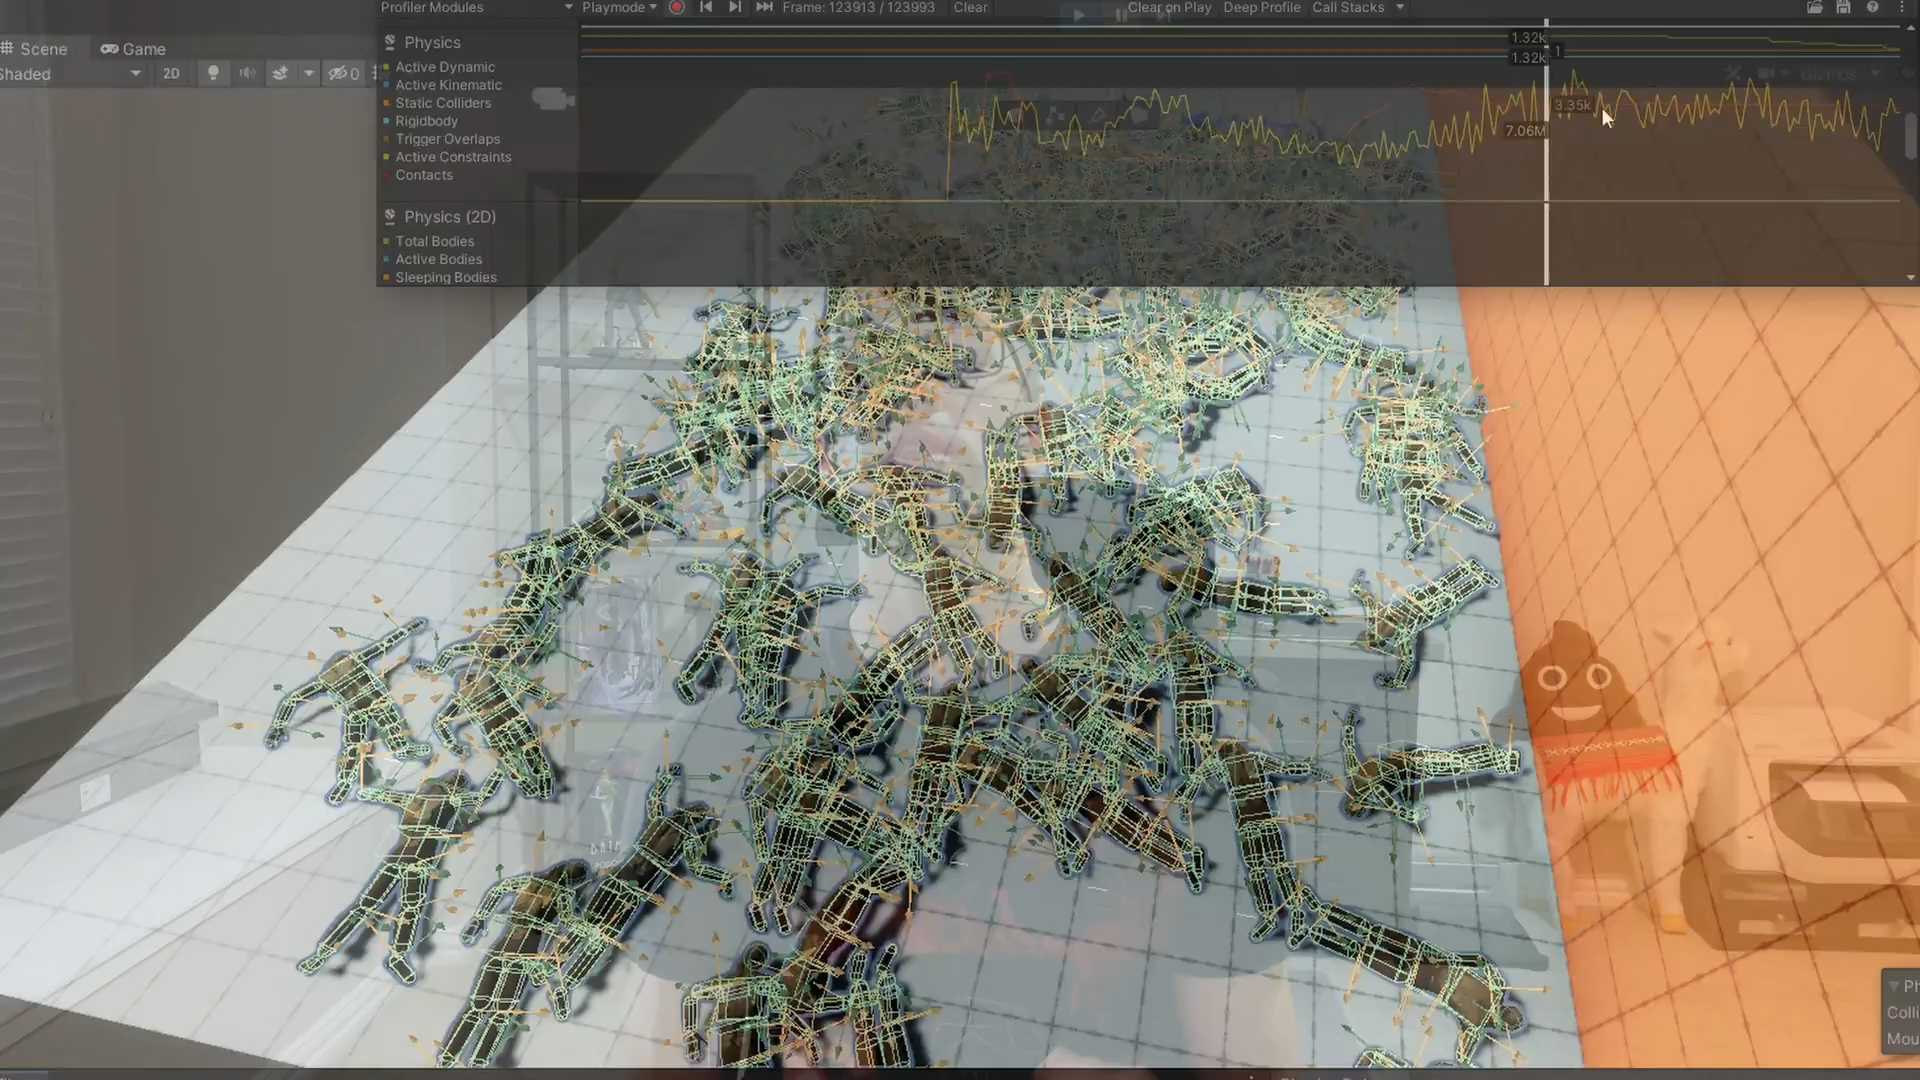 Profiler Modules
Playmode
Frame: 123913 / 123993
Clear
Clear on Play
Deep Profile
Call Stacks
Scene
Game
Shaded
2D
0
Physics
Active Dynamic
Active Kinematic
Static Colliders
Rigidbody
Trigger Overlaps
Active Constraints
Contacts
Physics (2D)
Total Bodies
Active Bodies
Sleeping Bodies
1.32k
1
1.32k
3.35k
7.06M
Gizmos
Ph
Colli
Mou